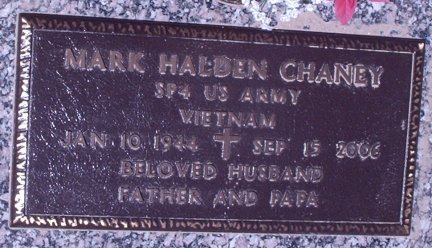 MARK HALDEN CHANEY
SP4 US ARMY
VIETNAM
JAN 10 1944 ✝ SEP 15 2006
BELOVED HUSBAND
FATHER AND PAPA